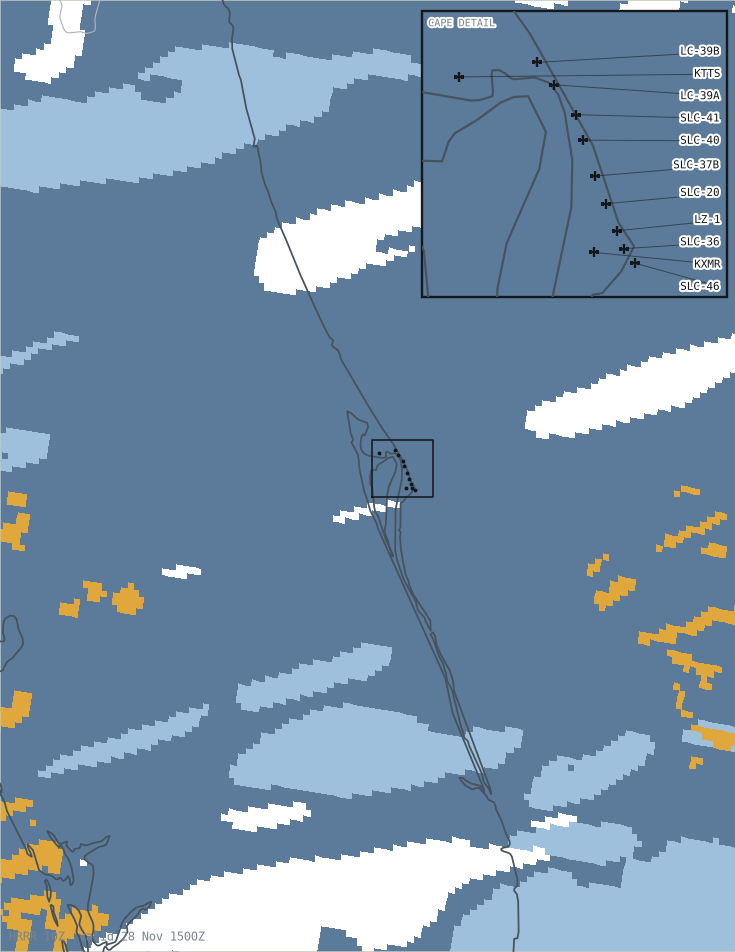 CAPE DETAIL
LC-39B
KTTS
LC-39A
SLC-41
SLC-40
SLC-37B
SLC-20
LZ-1
SLC-36
KXMR
SLC-46
28 Nov 1500Z